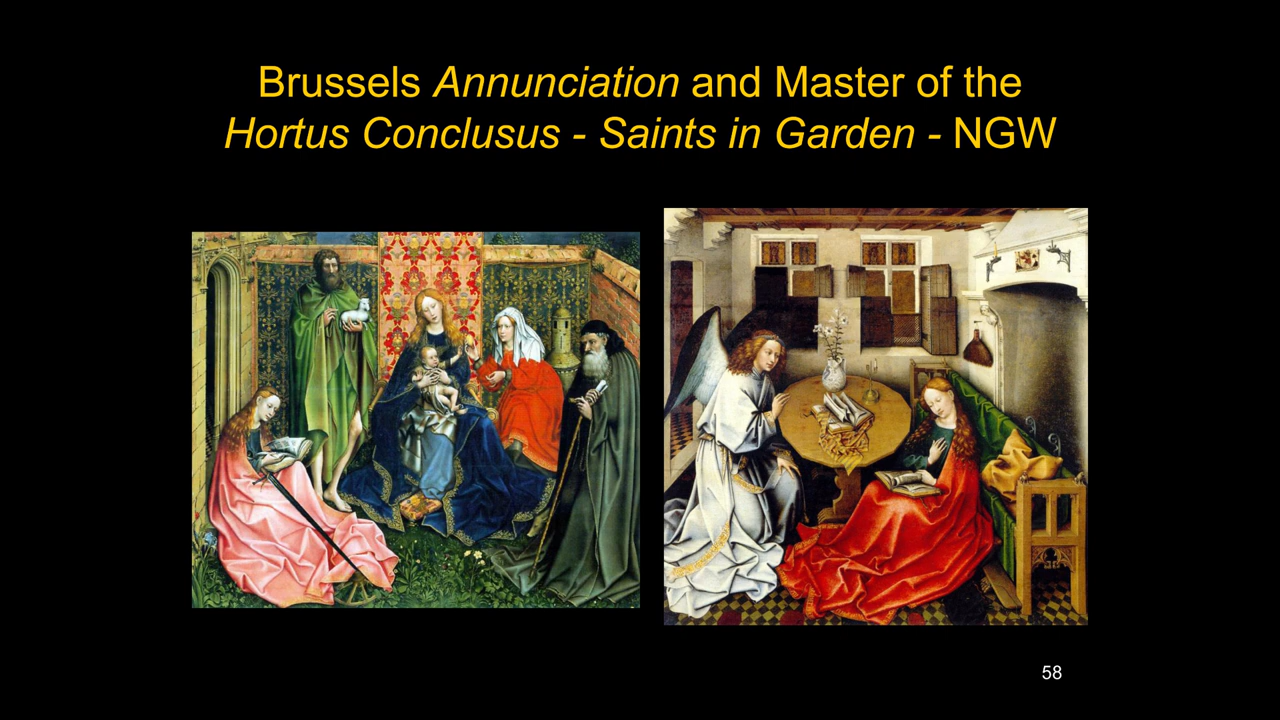 Brussels Annunciation and Master of the
Hortus Conclusus - Saints in Garden - NGW
58